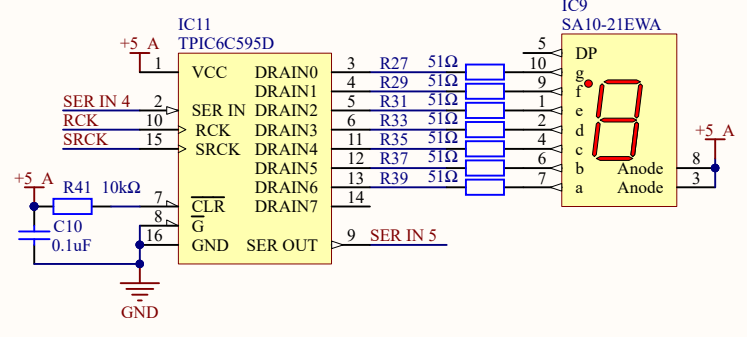 IC11
TPIC6C595D
IC9
SA10-21EWA
+5 A
1 VCC DRAIN0 3 R27 51Ω 10 g
DRAIN1 4 R29 51Ω 9 f
SER IN 4 2 SER IN DRAIN2 5 R31 51Ω 1 e
RCK 10 RCK DRAIN3 6 R33 51Ω 2 d
SRCK 15 SRCK DRAIN4 11 R35 51Ω 4 c
DRAIN5 12 R37 51Ω 6 b Anode 8
DRAIN6 13 R39 51Ω 7 a Anode 3
5 DP
+5 A
+5 A
R41 10kΩ 7 CLR DRAIN7 14
C10
0.1uF
8 G
16 GND SER OUT 9 SER IN 5
GND